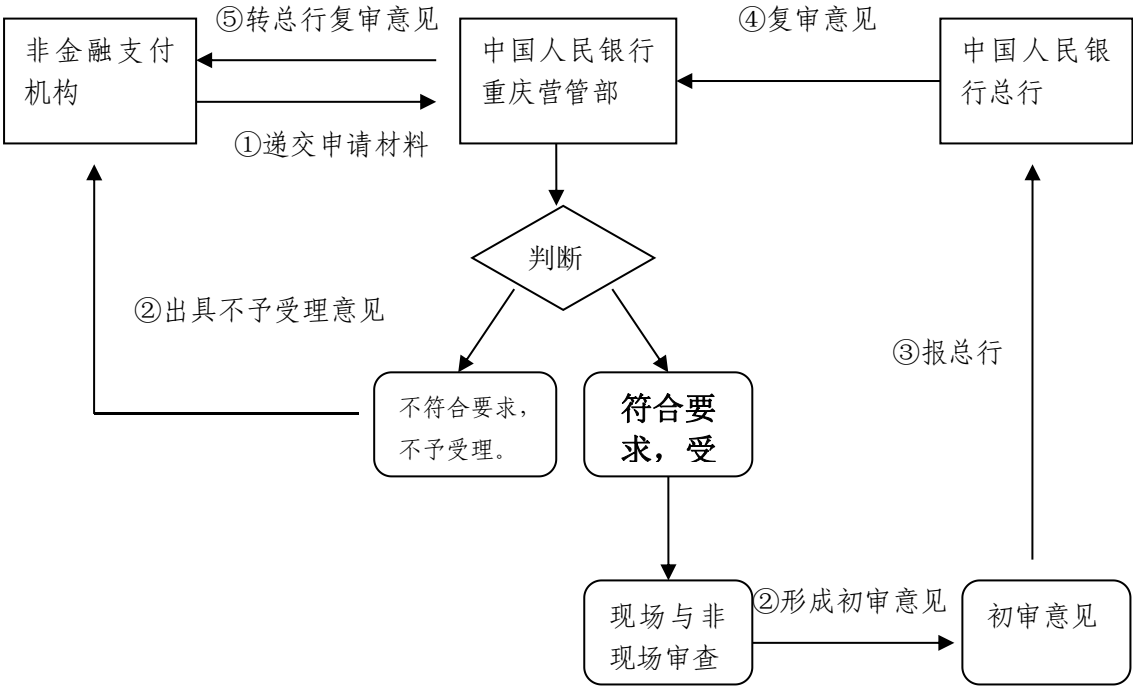 ⑤转总行复审意见
④复审意见
非金融支付
机构
中国人民银行
重庆营管部
中国人民银
行总行
①递交申请材料
判断
②出具不予受理意见
③报总行
不符合要求，
不予受理。
符合要
求，受
②形成初审意见
现场与非
现场审查
初审意见